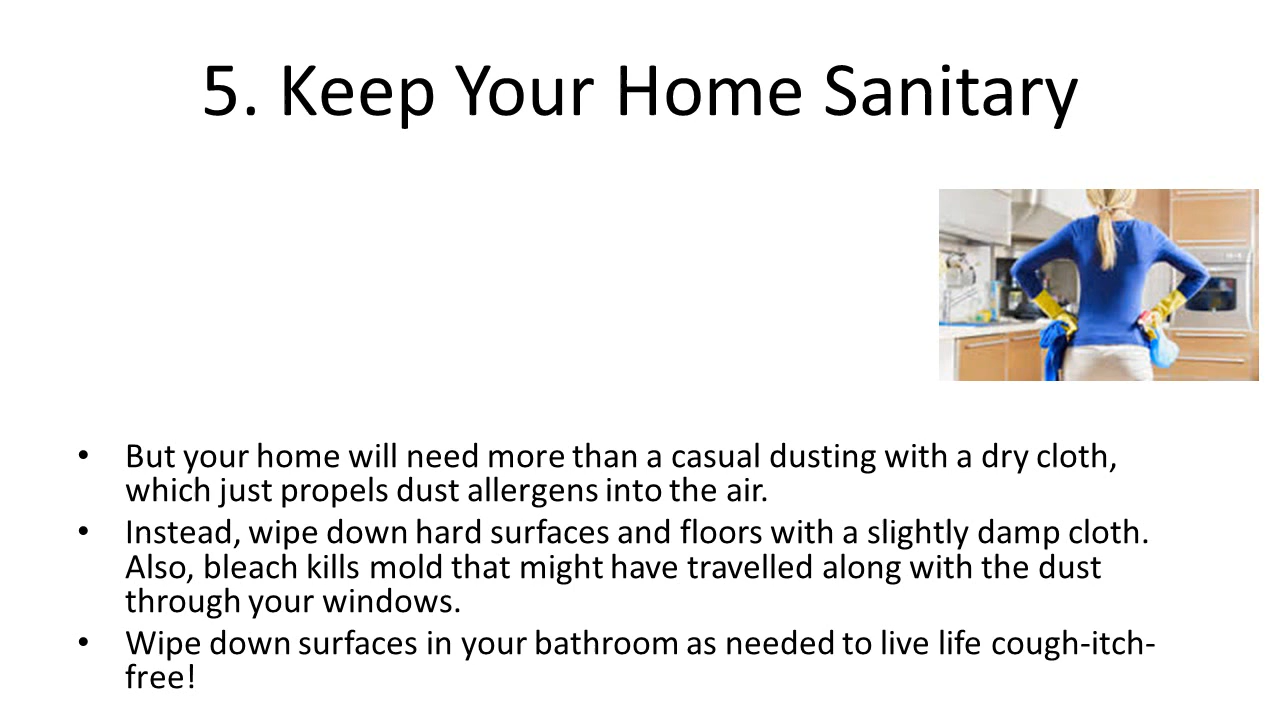 5. Keep Your Home Sanitary
• But your home will need more than a casual dusting with a dry cloth,
which just propels dust allergens into the air.
• Instead, wipe down hard surfaces and floors with a slightly damp cloth.
Also, bleach kills mold that might have travelled along with the dust
through your windows.
• Wipe down surfaces in your bathroom as needed to live life cough-itch-
free!